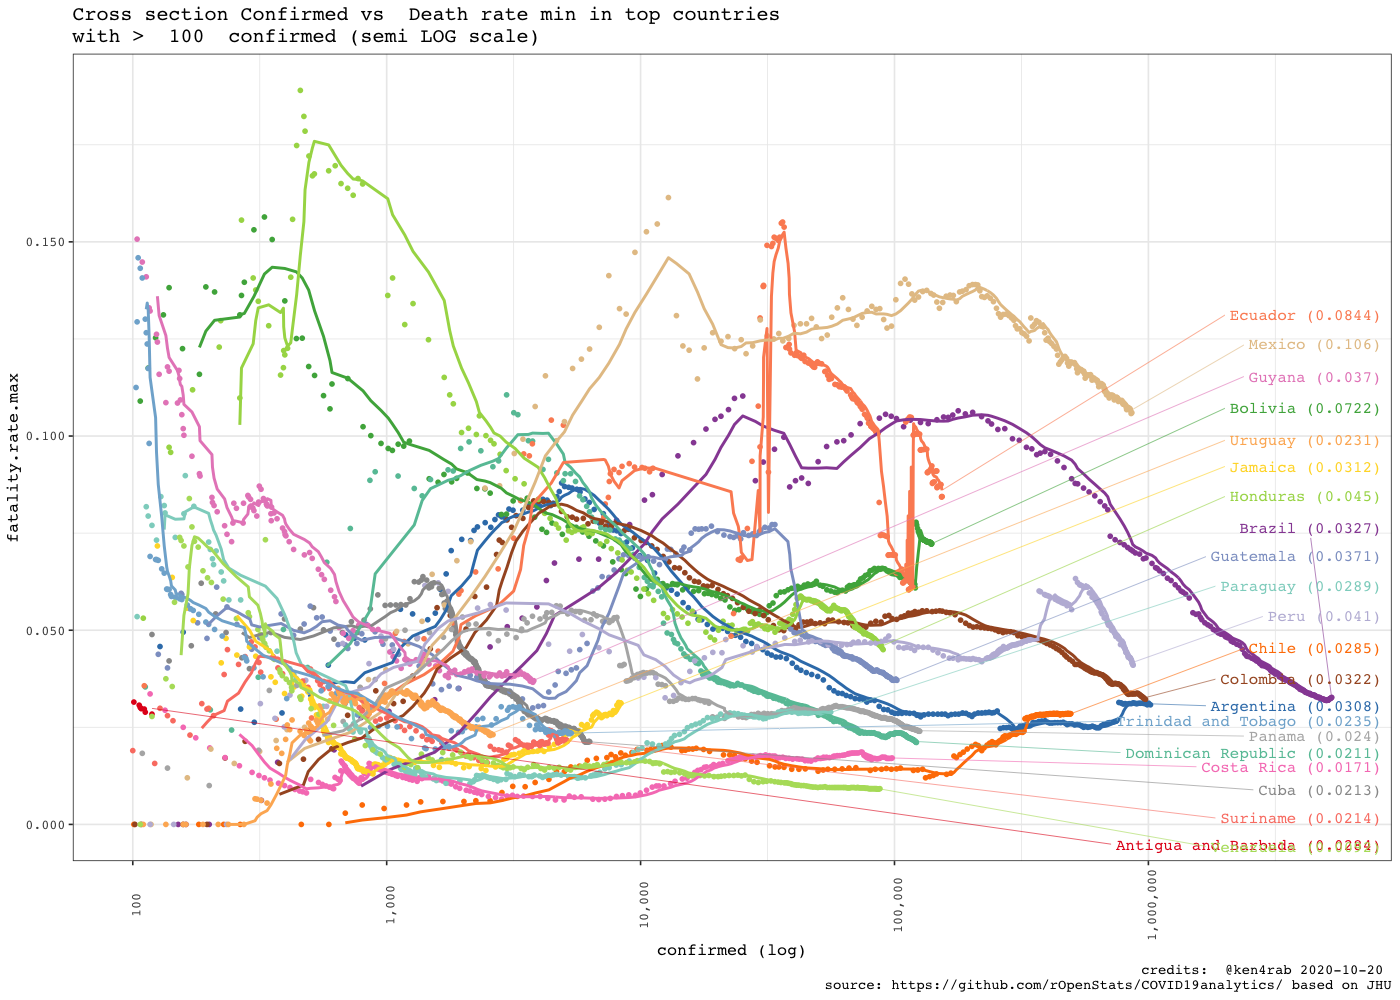 Cross section Confirmed vs  Death rate min in top countries
with >  100  confirmed (semi LOG scale)
fatality.rate.max
0.150
0.100
0.050
0.000
Ecuador (0.0844)
Mexico (0.106)
Guyana (0.037)
Bolivia (0.0722)
Uruguay (0.0231)
Jamaica (0.0312)
Honduras (0.045)
Brazil (0.0327)
Guatemala (0.0371)
Paraguay (0.0289)
Peru (0.041)
Chile (0.0285)
Colombia (0.0322)
Argentina (0.0308)
Trinidad and Tobago (0.0235)
Panama (0.024)
Dominican Republic (0.0211)
Costa Rica (0.0171)
Cuba (0.0213)
Suriname (0.0214)
Antigua and Barbuda (0.0284)
100
1,000
10,000
100,000
1,000,000
confirmed (log)
credits:  @ken4rab 2020-10-20
source: https://github.com/rOpenStats/COVID19analytics/ based on JHU